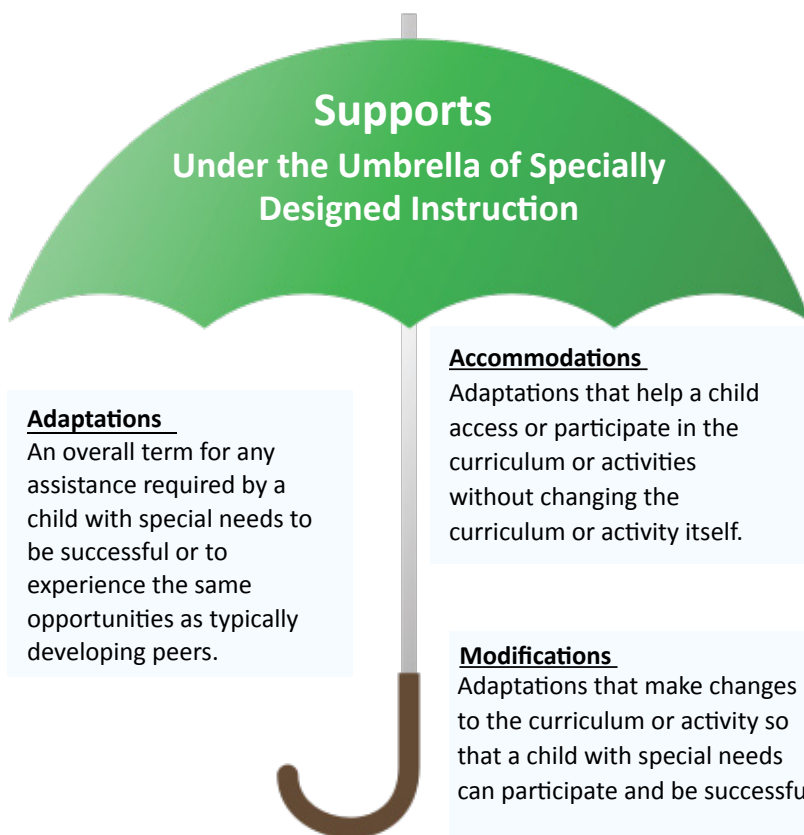 Supports
Under the Umbrella of Specially
Designed Instruction
Adaptations
An overall term for any
assistance required by a
child with special needs to
be successful or to
experience the same
opportunities as typically
developing peers.
Accommodations
Adaptations that help a child
access or participate in the
curriculum or activities
without changing the
curriculum or activity itself.
Modifications
Adaptations that make changes
to the curriculum or activity so
that a child with special needs
can participate and be successfu